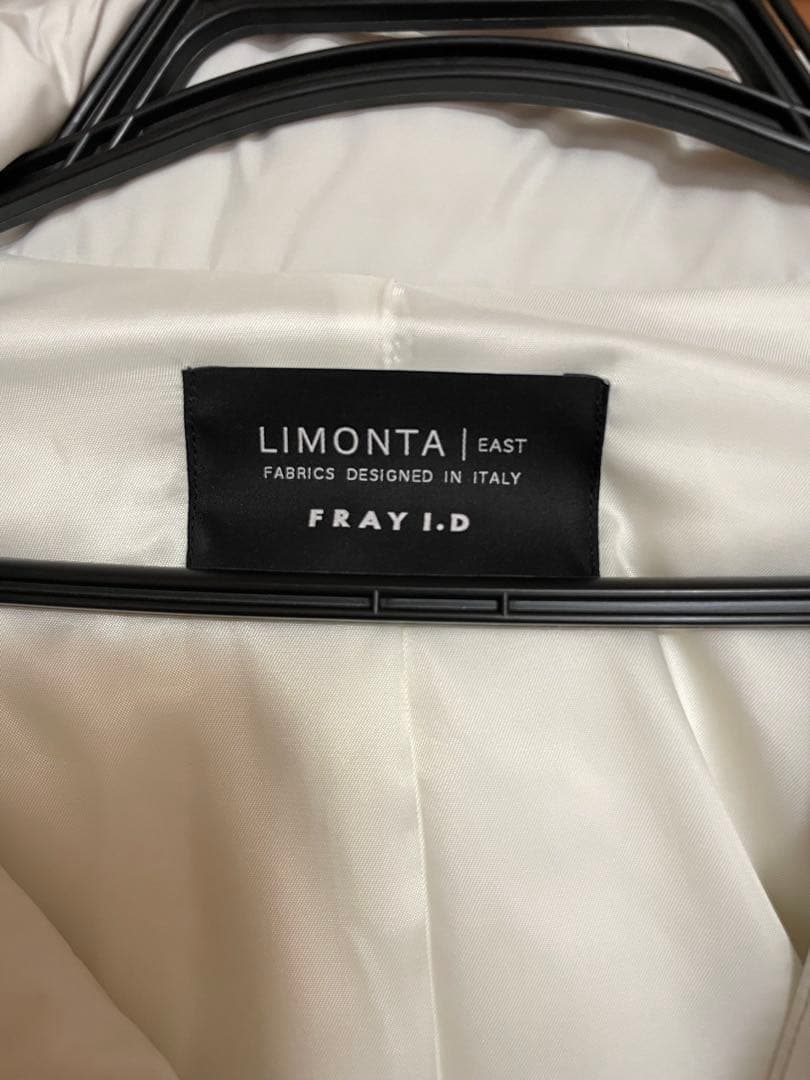 LIMONTA | EAST
FABRICS DESIGNED IN ITALY
FRAY I.D